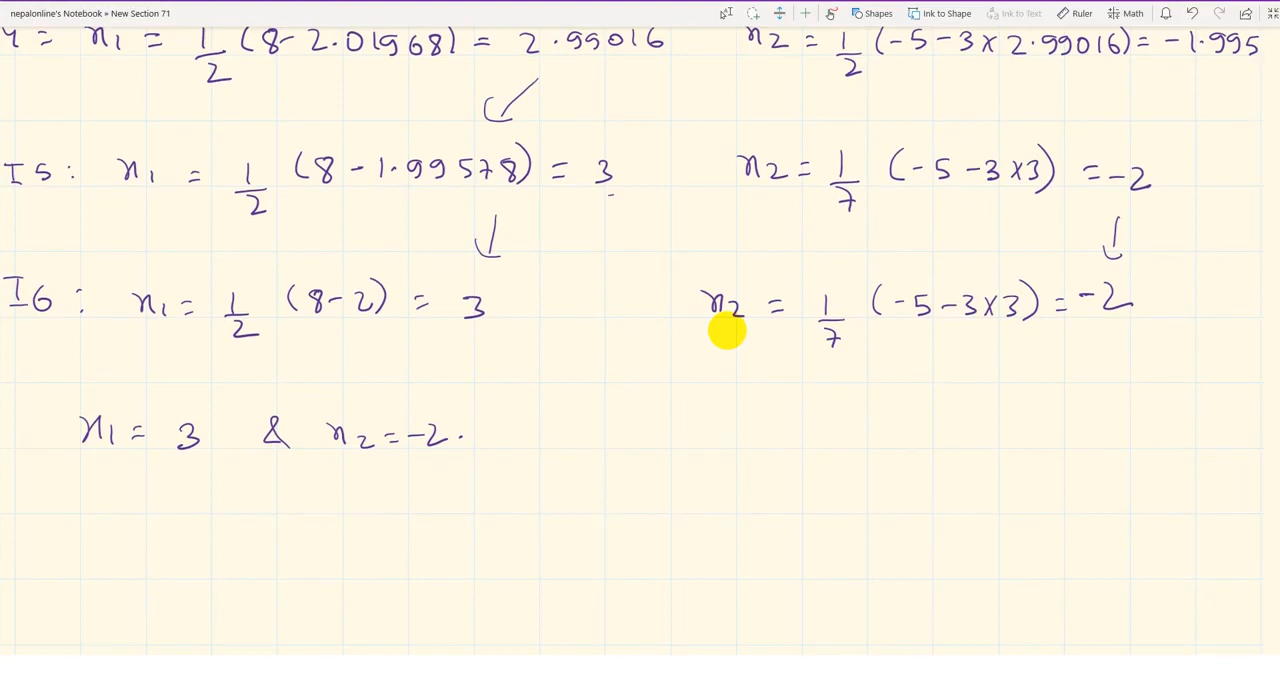 nepalonline's Notebook » New Section 71
Shapes Ink to Shape Ink to Text Ruler Math
4 = x1 = 1/2 (8-2.01968) = 2.99016 x2 = 1/2 (-5-3×2.99016) = -1.995
I5: x1 = 1/2 (8-1.99578) = 3 x2 = 1/7 (-5-3×3) = -2
I6: x1 = 1/2 (8-2) = 3 x2 = 1/7 (-5-3×3) = -2
x1 = 3 & x2 = -2.